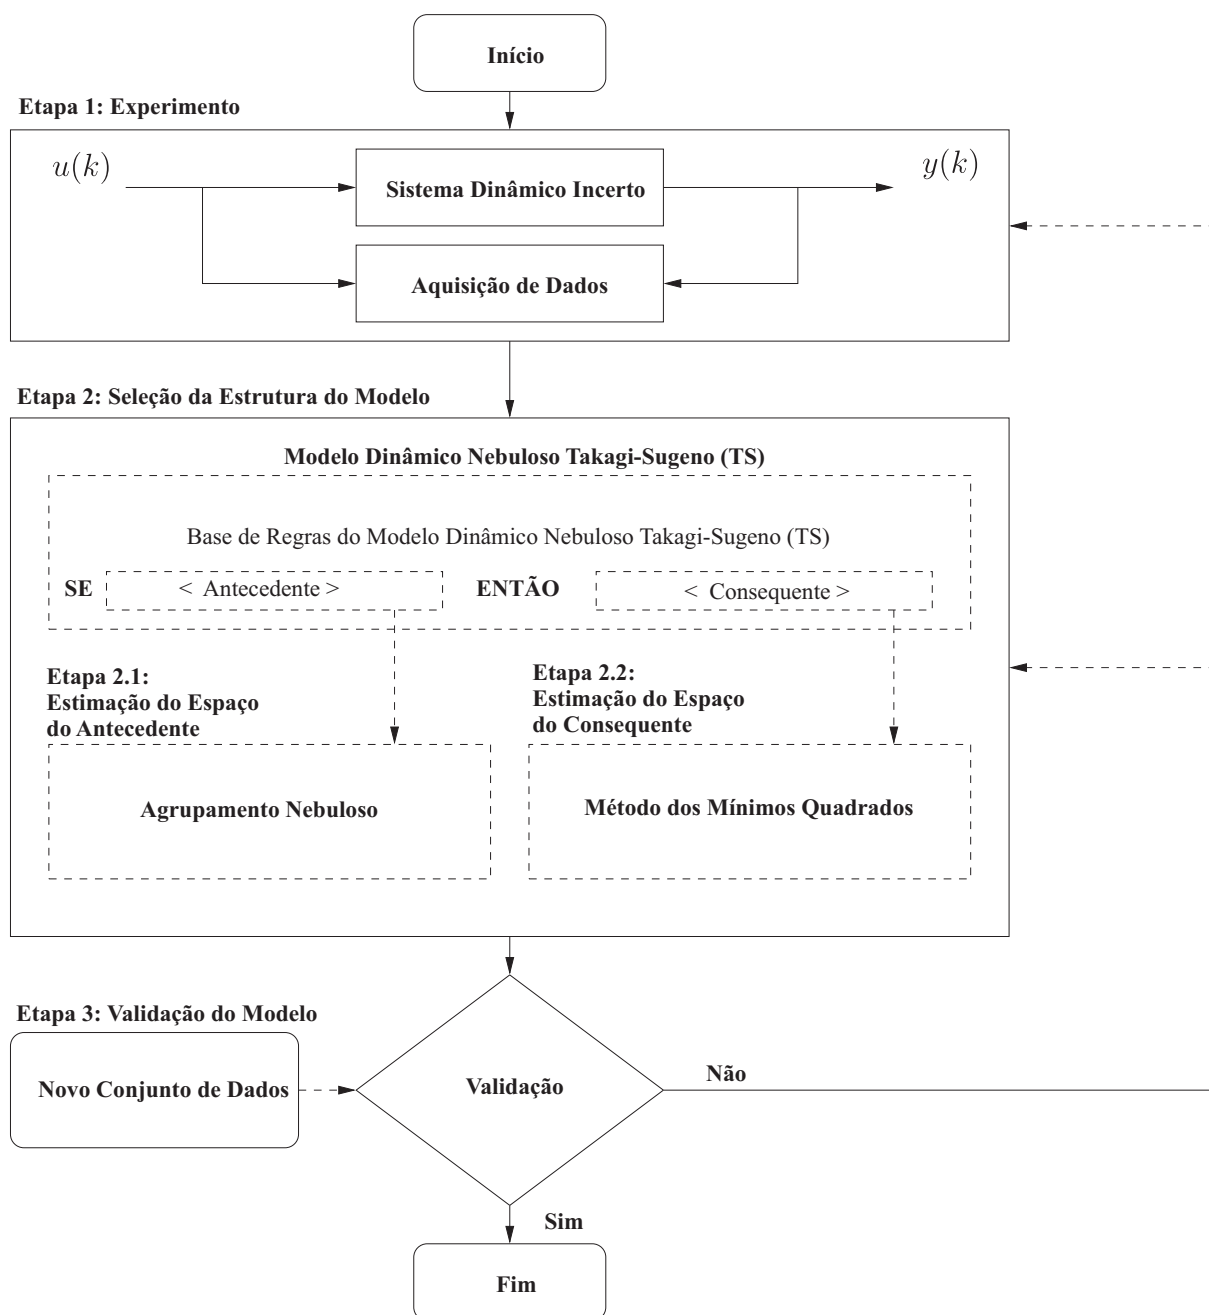 Início
Etapa 1: Experimento
u(k)
Sistema Dinâmico Incerto
y(k)
Aquisição de Dados
Etapa 2: Seleção da Estrutura do Modelo
Modelo Dinâmico Nebuloso Takagi-Sugeno (TS)
Base de Regras do Modelo Dinâmico Nebuloso Takagi-Sugeno (TS)
SE < Antecedente > ENTÃO < Consequente >
Etapa 2.1:
Estimação do Espaço
do Antecedente
Etapa 2.2:
Estimação do Espaço
do Consequente
Agrupamento Nebuloso
Método dos Mínimos Quadrados
Etapa 3: Validação do Modelo
Novo Conjunto de Dados
Validação
Não
Sim
Fim